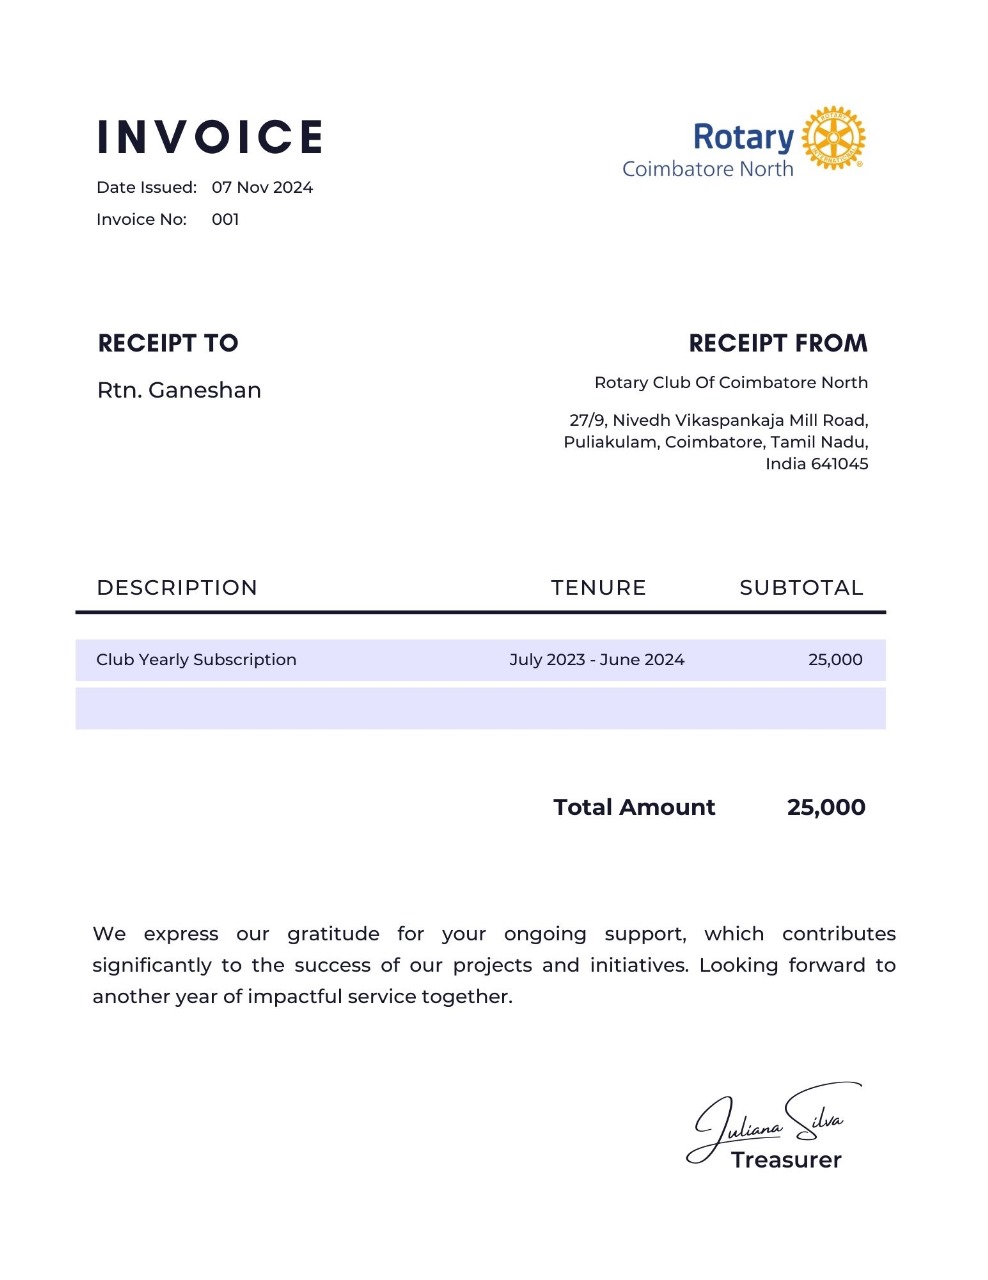 INVOICE
Date Issued: 07 Nov 2024
Invoice No: 001
Rotary
Coimbatore North
ROTARY
INTERNATIONAL
RECEIPT TO
Rtn. Ganeshan
RECEIPT FROM
Rotary Club Of Coimbatore North
27/9, Nivedh Vikaspankaja Mill Road,
Puliakulam, Coimbatore, Tamil Nadu,
India 641045
DESCRIPTION TENURE SUBTOTAL
Club Yearly Subscription July 2023 - June 2024 25,000
Total Amount 25,000
We express our gratitude for your ongoing support, which contributes
significantly to the success of our projects and initiatives. Looking forward to
another year of impactful service together.
Juliana Silva
Treasurer